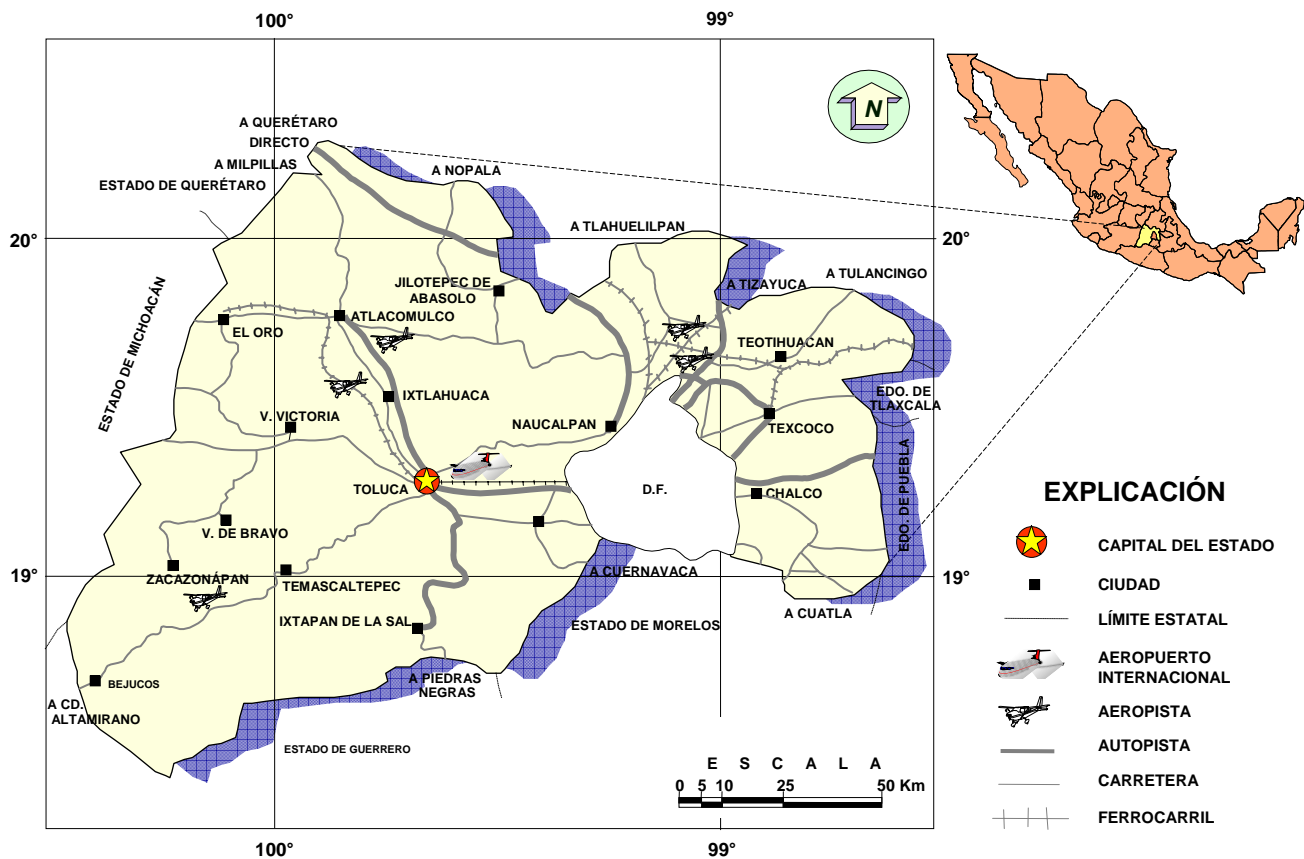 100°
99°
N
A QUERÉTARO
DIRECTO
A MILPILLAS
ESTADO DE QUERÉTARO
A NOPALA
A TLAHUELILPAN
20°
20°
A TULANCINGO
A TIZAYUCA
JILOTEPEC DE
ABASOLO
ATLACOMULCO
EL ORO
TEOTIHUACAN
ESTADO DE MICHOACÁN
IXTLAHUACA
EDO. DE
TLAXCALA
V. VICTORIA
NAUCALPAN
TEXCOCO
TOLUCA
D.F.
CHALCO
EDO. DE PUEBLA
V. DE BRAVO
ZACAZONÁPAN
TEMASCALTEPEC
A CUERNAVACA
19°
19°
IXTAPAN DE LA SAL
ESTADO DE MORELOS
A CUATLA
BEJUCOS
A PIEDRAS
NEGRAS
A CD.
ALTAMIRANO
ESTADO DE GUERRERO
E S C A L A
0 5 10 25 50 Km
100°
99°
EXPLICACIÓN
CAPITAL DEL ESTADO
CIUDAD
LÍMITE ESTATAL
AEROPUERTO
INTERNACIONAL
AEROPISTA
AUTOPISTA
CARRETERA
FERROCARRIL